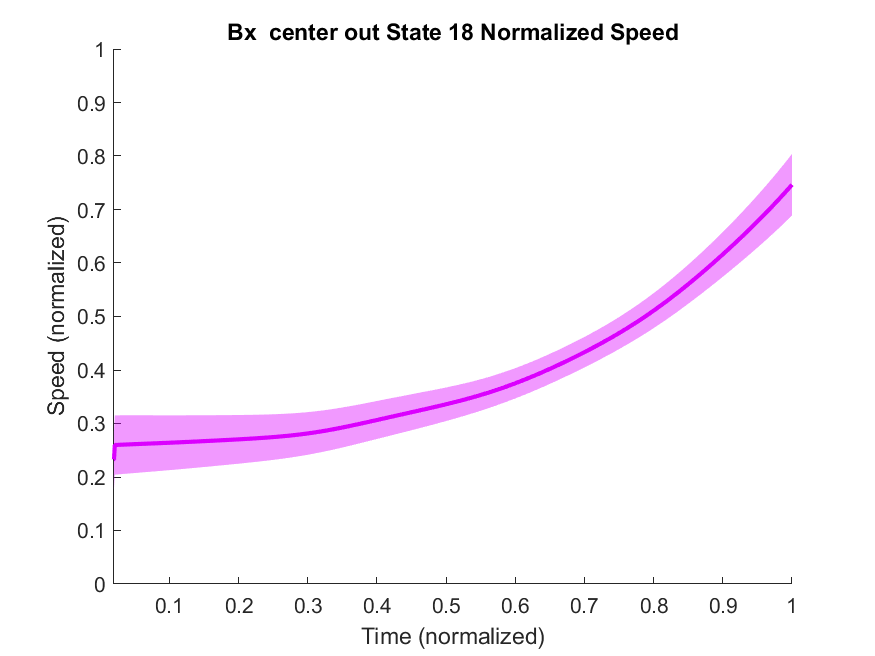 Bx  center out State 18 Normalized Speed
1
0.9
0.8
0.7
0.6
0.5
0.4
0.3
0.2
0.1
0
Speed (normalized)
0.1 0.2 0.3 0.4 0.5 0.6 0.7 0.8 0.9 1
Time (normalized)